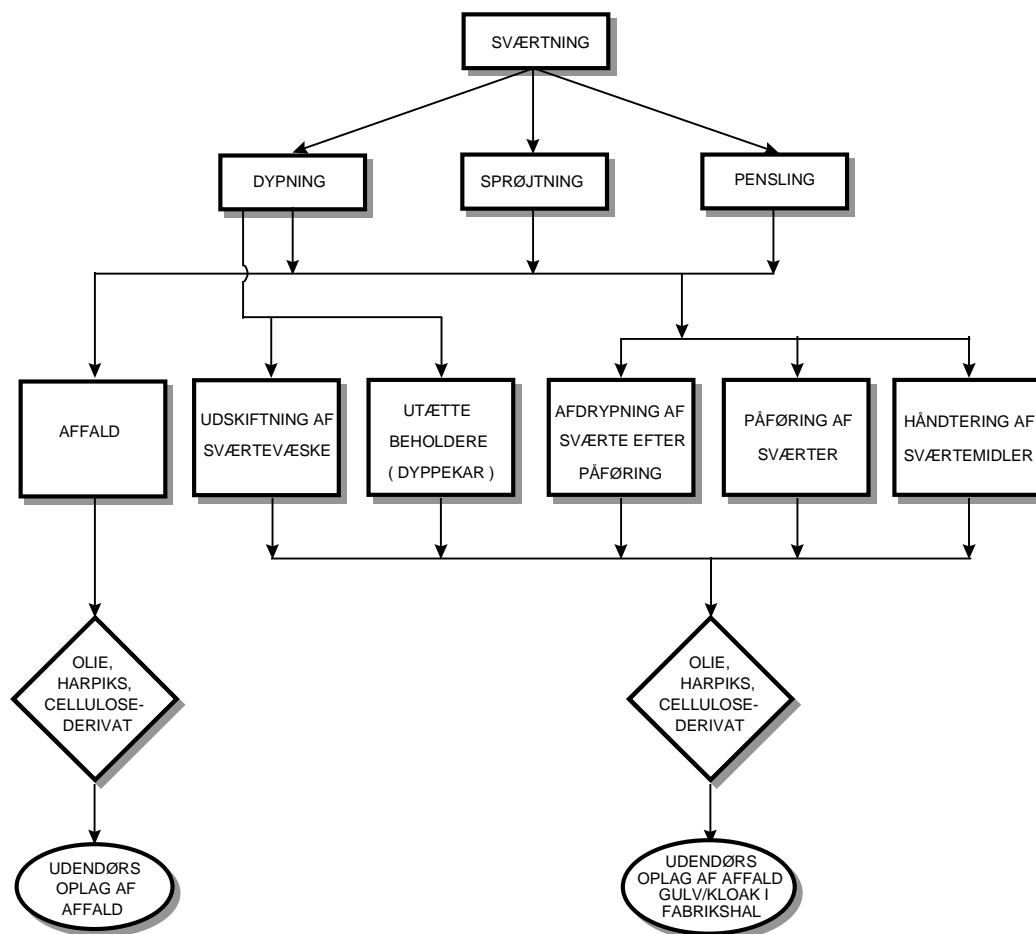 SVÆRTNING
DYPNING
SPRØJTNING
PENSLING
AFFALD
UDSKIFTNING AF
SVÆRTEVÆSKE
UTÆTTE
BEHOLDERE
( DYPPEKAR )
AFDRYPNING AF
SVÆRTE EFTER
PÅFØRING
PÅFØRING AF
SVÆRTER
HÅNDTERING AF
SVÆRTEMIDLER
OLIE,
HARPIKS,
CELLULOSE-
DERIVAT
OLIE,
HARPIKS,
CELLULOSE-
DERIVAT
UDENDØRS
OPLAG AF
AFFALD
UDENDØRS
OPLAG AF AFFALD
GULV/KLOAK I
FABRIKSHAL